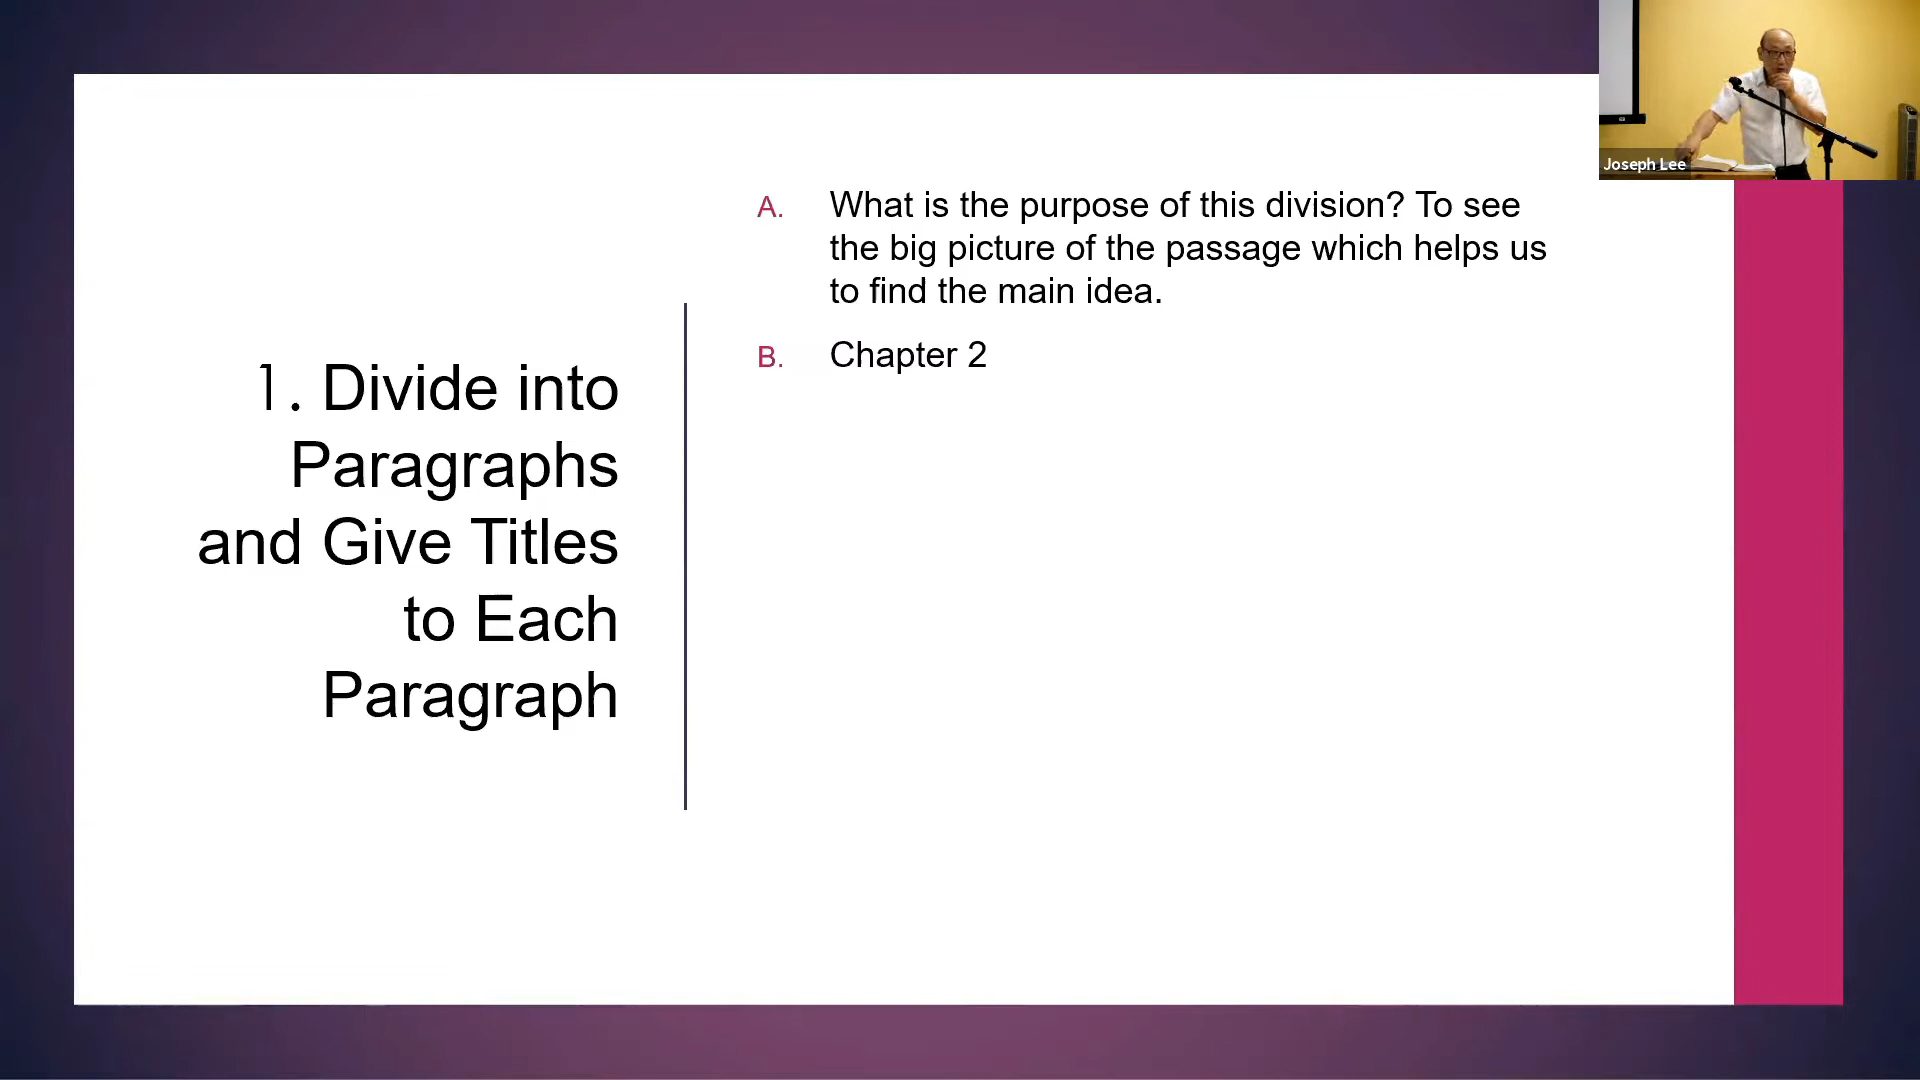 1. Divide into
Paragraphs
and Give Titles
to Each
Paragraph
A. What is the purpose of this division? To see
the big picture of the passage which helps us
to find the main idea.
B. Chapter 2
Joseph Lee